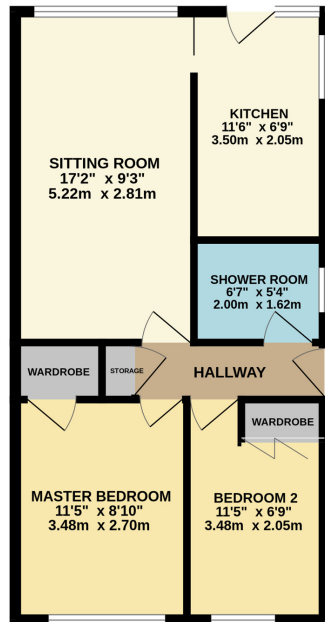 KITCHEN
11'6" x 6'9"
3.50m x 2.05m
SITTING ROOM
17'2" x 9'3"
5.22m x 2.81m
SHOWER ROOM
6'7" x 5'4"
2.00m x 1.62m
WARDROBE
STORAGE
HALLWAY
WARDROBE
MASTER BEDROOM
11'5" x 8'10"
3.48m x 2.70m
BEDROOM 2
11'5" x 6'9"
3.48m x 2.05m